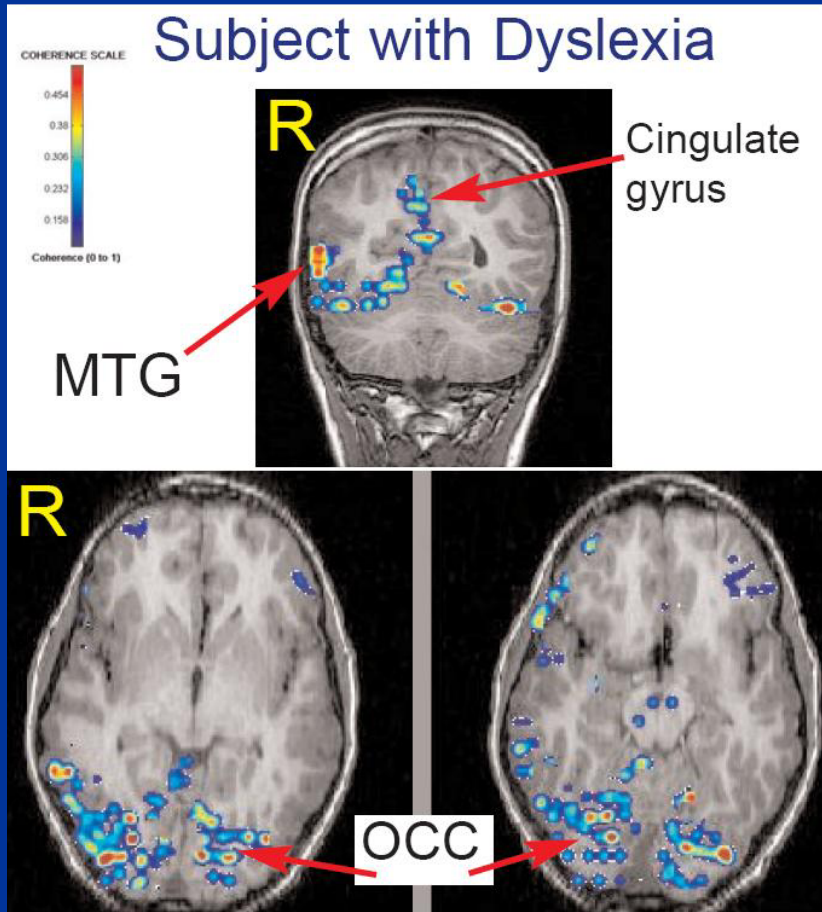 Subject with Dyslexia
COHERENCE SCALE
0.454
0.38
0.306
0.232
0.158
Coherence (0 to 1)
R
Cingulate
gyrus
MTG
R
OCC